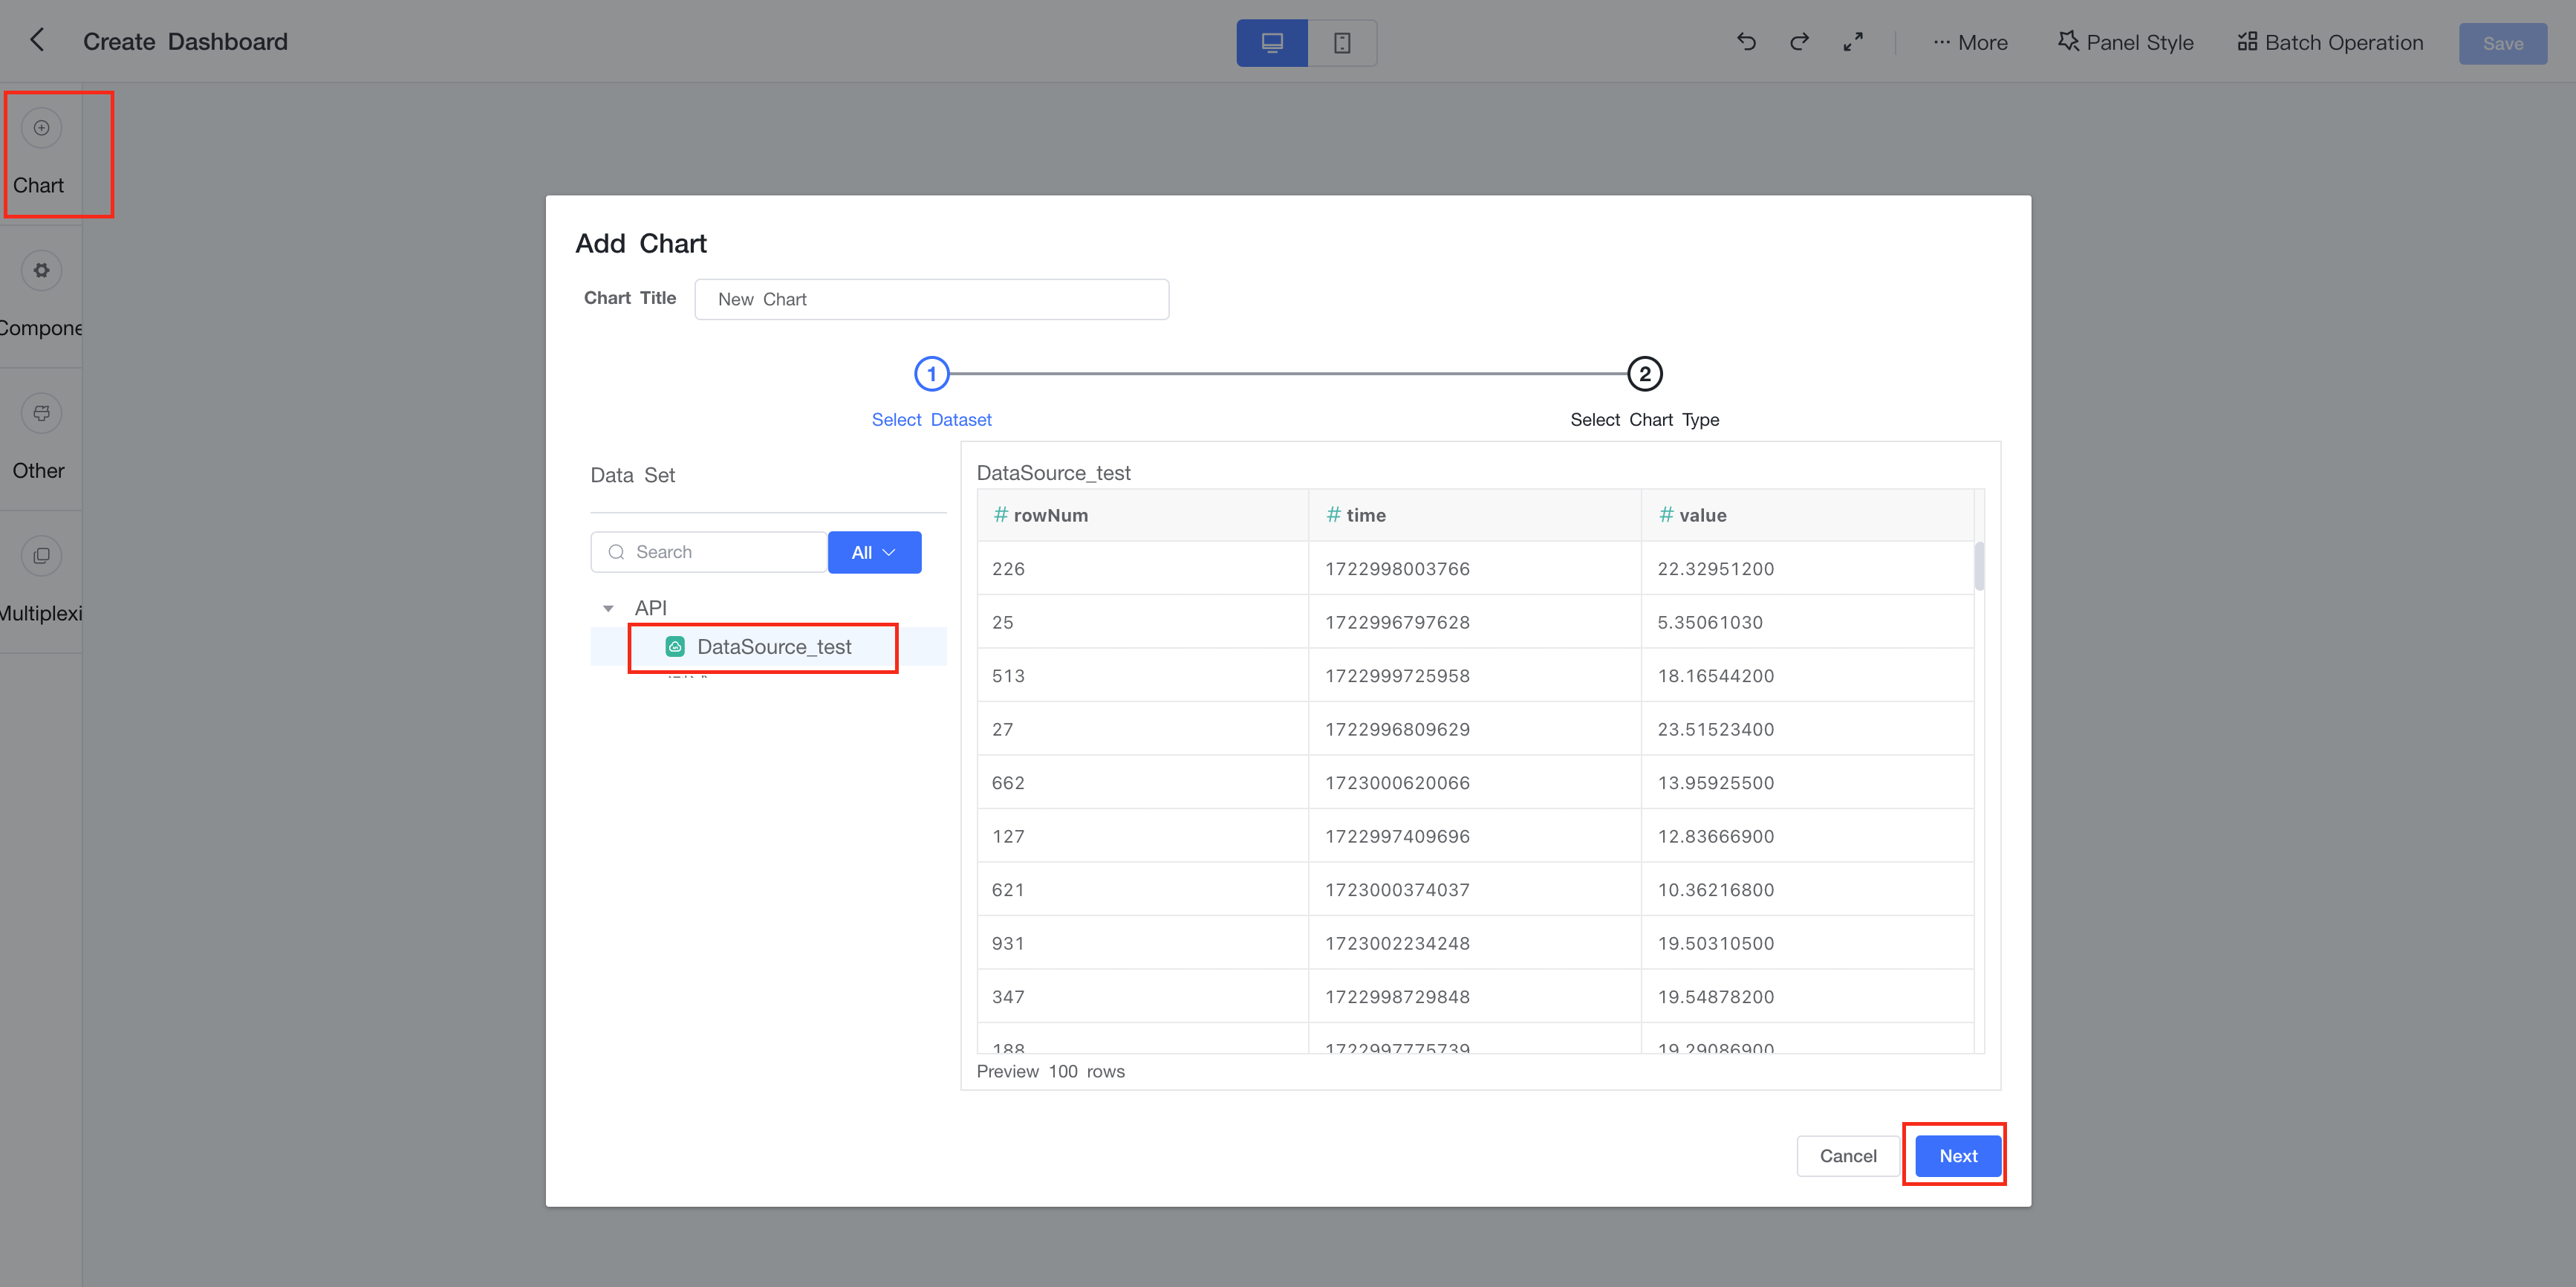 Create Dashboard
··· More
Panel Style
Batch Operation
Save
Chart
Compone
Other
Multiplexi
Add Chart
Chart Title
New Chart
1
2
Select Dataset
Select Chart Type
Data Set
Search
All
API
DataSource_test
DataSource_test
# rowNum # time # value
226 1722998003766 22.32951200
25 1722996797628 5.35061030
513 1722999725958 18.16544200
27 1722996809629 23.51523400
662 1723000620066 13.95925500
127 1722997409696 12.83666900
621 1723000374037 10.36216800
931 1723002234248 19.50310500
347 1722998729848 19.54878200
188 1722997775739 19.29086900
Preview 100 rows
Cancel
Next